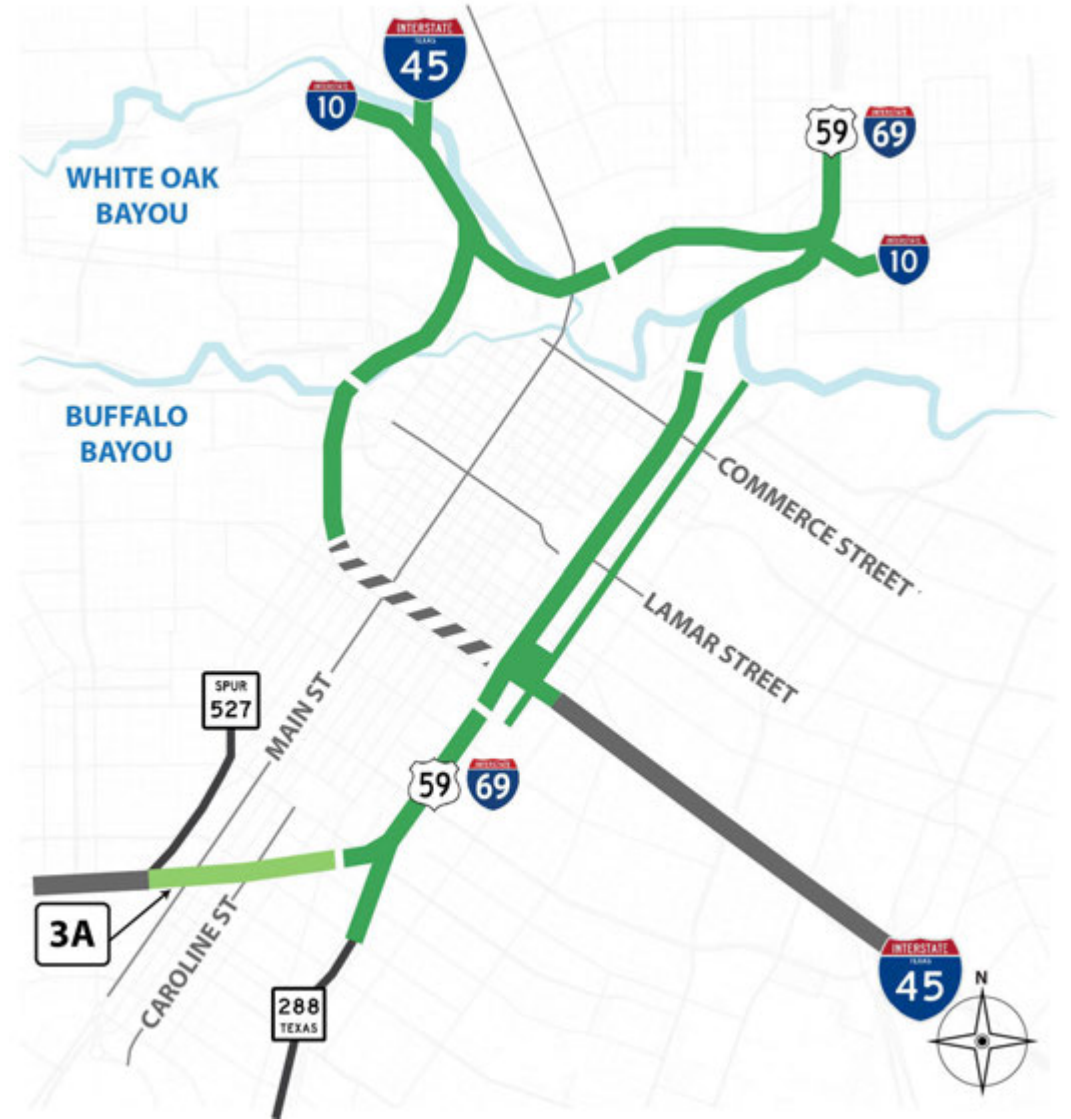 INTERSTATE
TEXAS
45
INTERSTATE
10
59
INTERSTATE
69
WHITE OAK
BAYOU
INTERSTATE
10
BUFFALO
BAYOU
COMMERCE STREET
LAMAR STREET
SPUR
527
MAIN ST
59
INTERSTATE
69
3A
CAROLINE ST
INTERSTATE
TEXAS
45
N
288
TEXAS